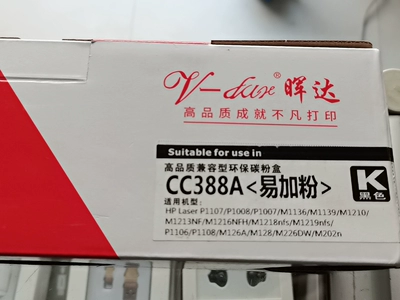 V-dax® 晖达
高品质成就不凡打印
Suitable for use in
高品质兼容型环保碳粉盒
CC388A<易加粉>
适用机型:
HP Laser P1107/P1008/P1007/M1136/M1139/M1210/
M1213NF/M1216NFH/M1218nfs/M1219nfs/
P1106/P1108/M126A/M128/M226DW/M202n
K
黑色